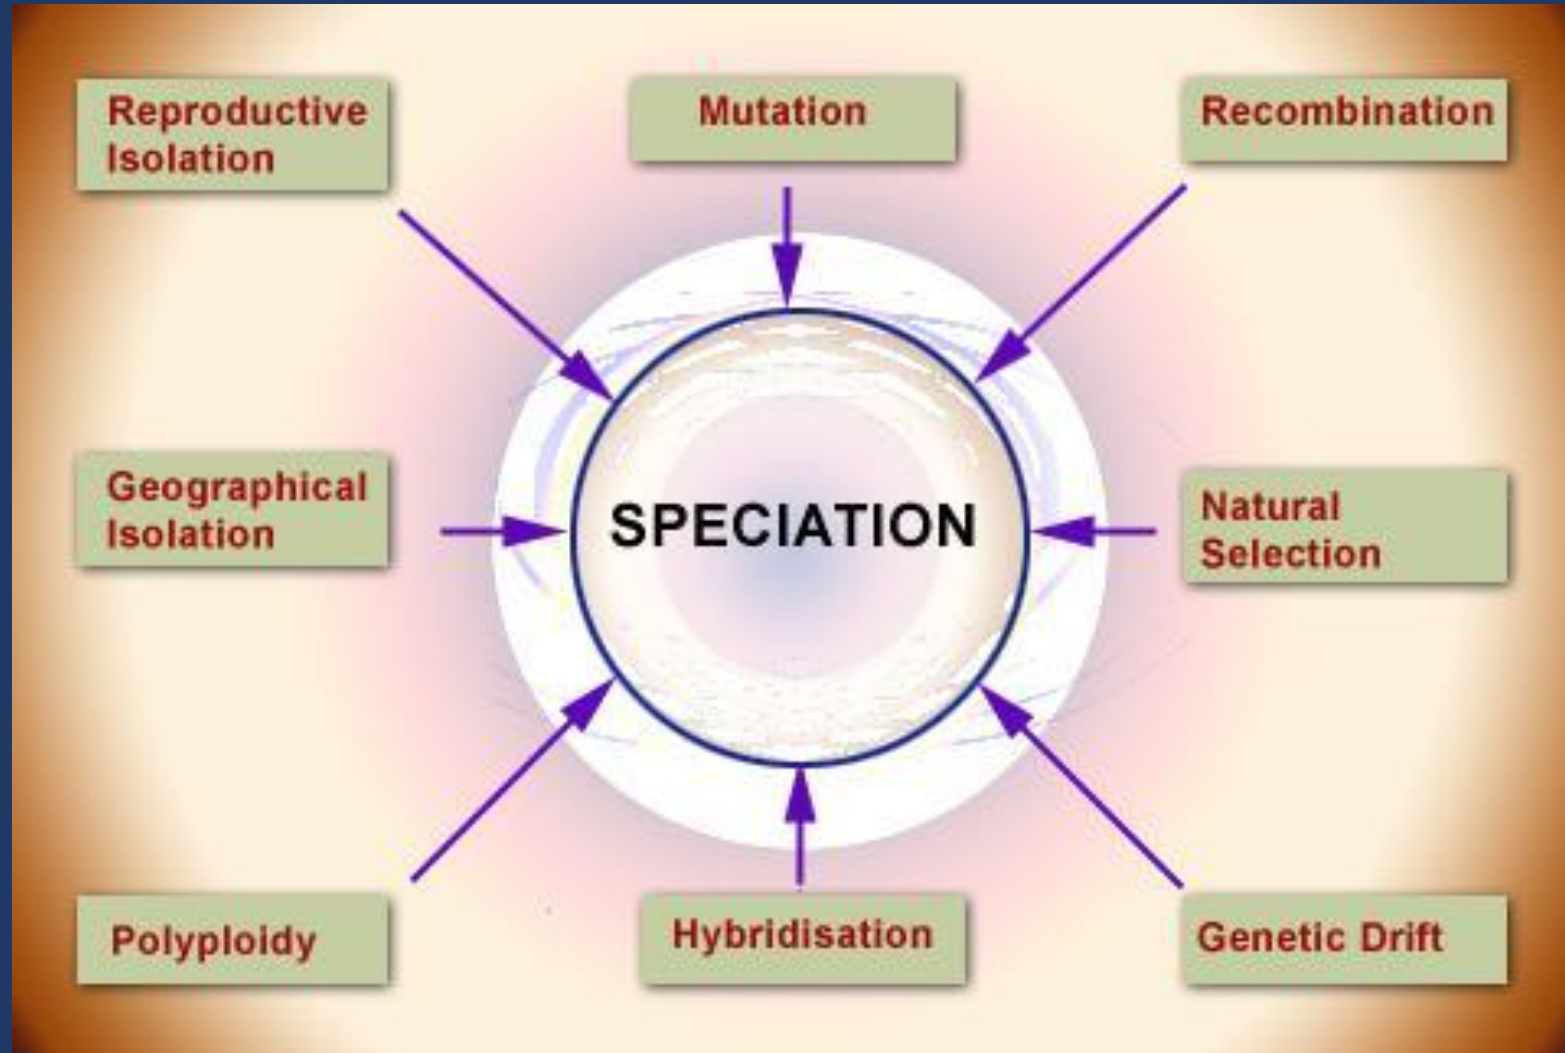 Reproductive
Isolation
Mutation
Recombination
Geographical
Isolation
SPECIATION
Natural
Selection
Polyploidy
Hybridisation
Genetic Drift